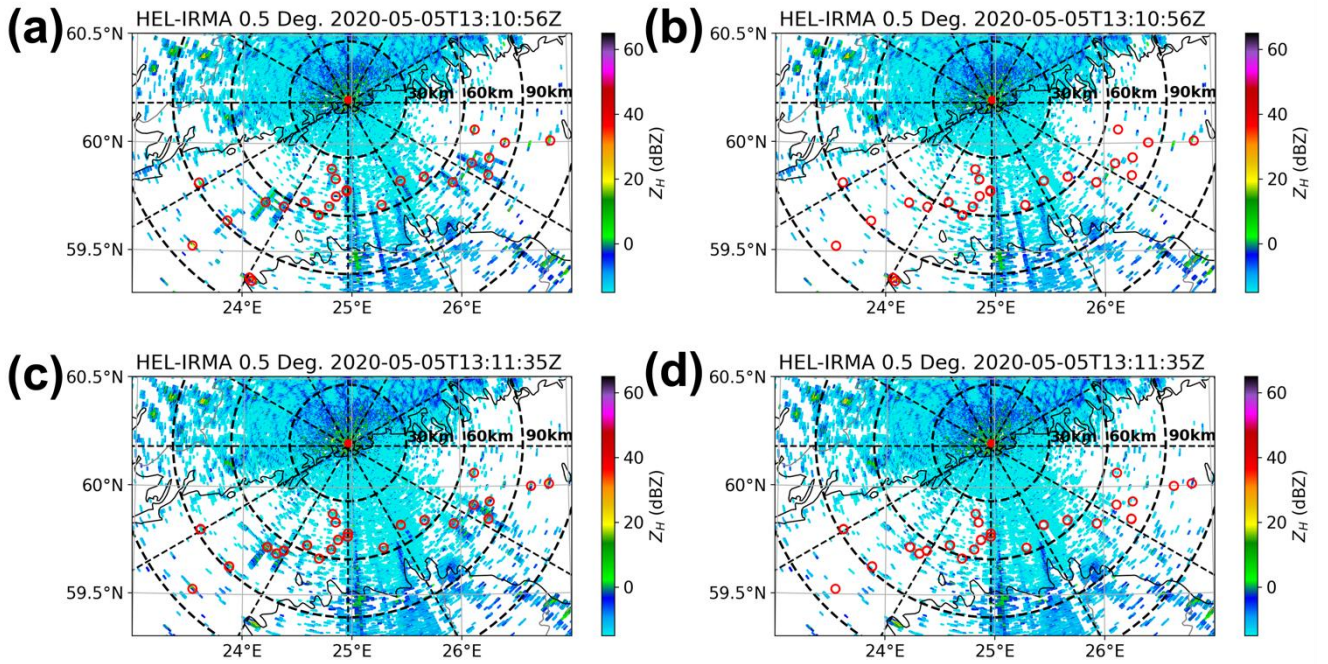 (a)
HEL-IRMA 0.5 Deg. 2020-05-05T13:10:56Z
60.5°N
60°N
59.5°N
24°E
25°E
26°E
30km
60km
90km
60
40
20
0
Z_H (dBZ)
(b)
HEL-IRMA 0.5 Deg. 2020-05-05T13:10:56Z
60.5°N
60°N
59.5°N
24°E
25°E
26°E
30km
60km
90km
60
40
20
0
Z_H (dBZ)
(c)
HEL-IRMA 0.5 Deg. 2020-05-05T13:11:35Z
60.5°N
60°N
59.5°N
24°E
25°E
26°E
30km
60km
90km
60
40
20
0
Z_H (dBZ)
(d)
HEL-IRMA 0.5 Deg. 2020-05-05T13:11:35Z
60.5°N
60°N
59.5°N
24°E
25°E
26°E
30km
60km
90km
60
40
20
0
Z_H (dBZ)